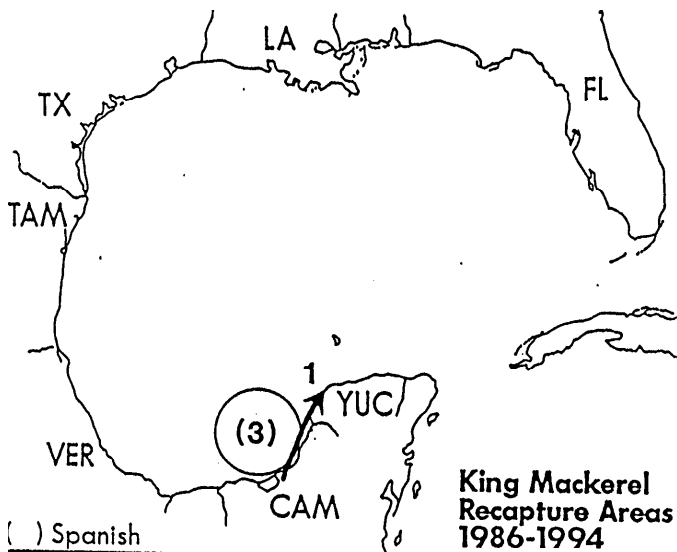 LA
TX
FL
TAM
1
YUC
(3)
VER
CAM
King Mackerel
Recapture Areas
1986-1994
( ) Spanish